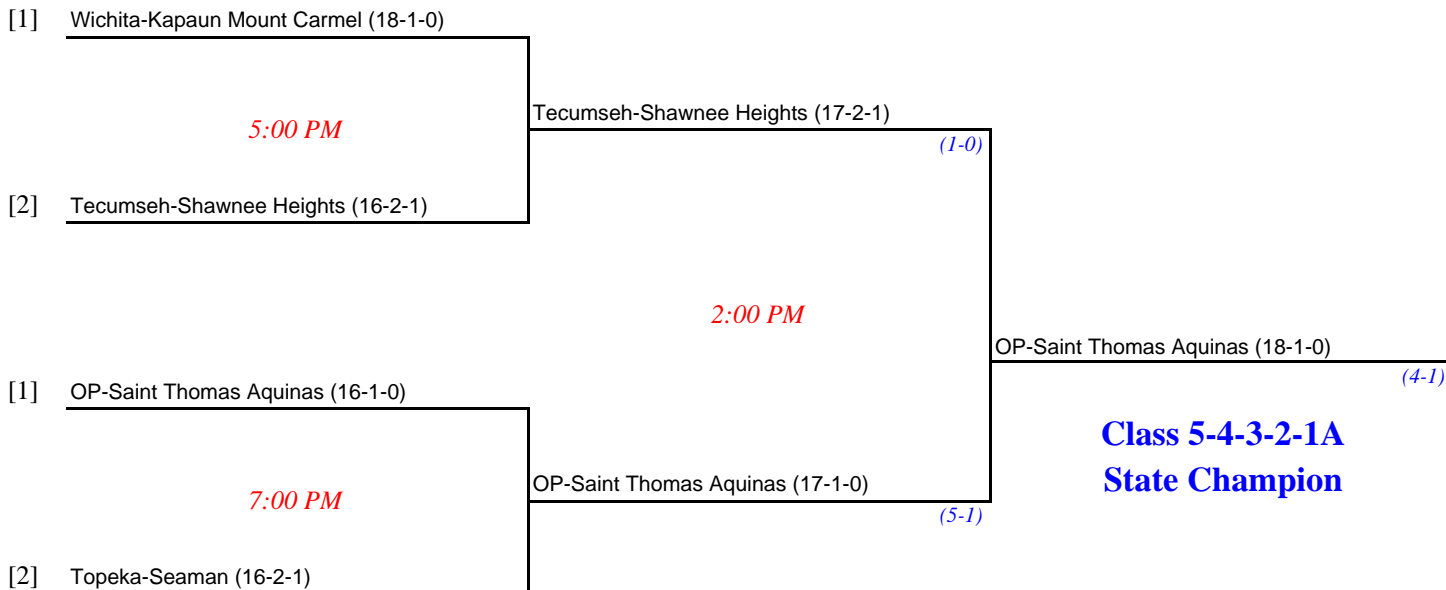 [1] Wichita-Kapaun Mount Carmel (18-1-0)
5:00 PM
Tecumseh-Shawnee Heights (17-2-1)
(1-0)
[2] Tecumseh-Shawnee Heights (16-2-1)
2:00 PM
OP-Saint Thomas Aquinas (18-1-0)
(4-1)
[1] OP-Saint Thomas Aquinas (16-1-0)
Class 5-4-3-2-1A
State Champion
7:00 PM
OP-Saint Thomas Aquinas (17-1-0)
(5-1)
[2] Topeka-Seaman (16-2-1)